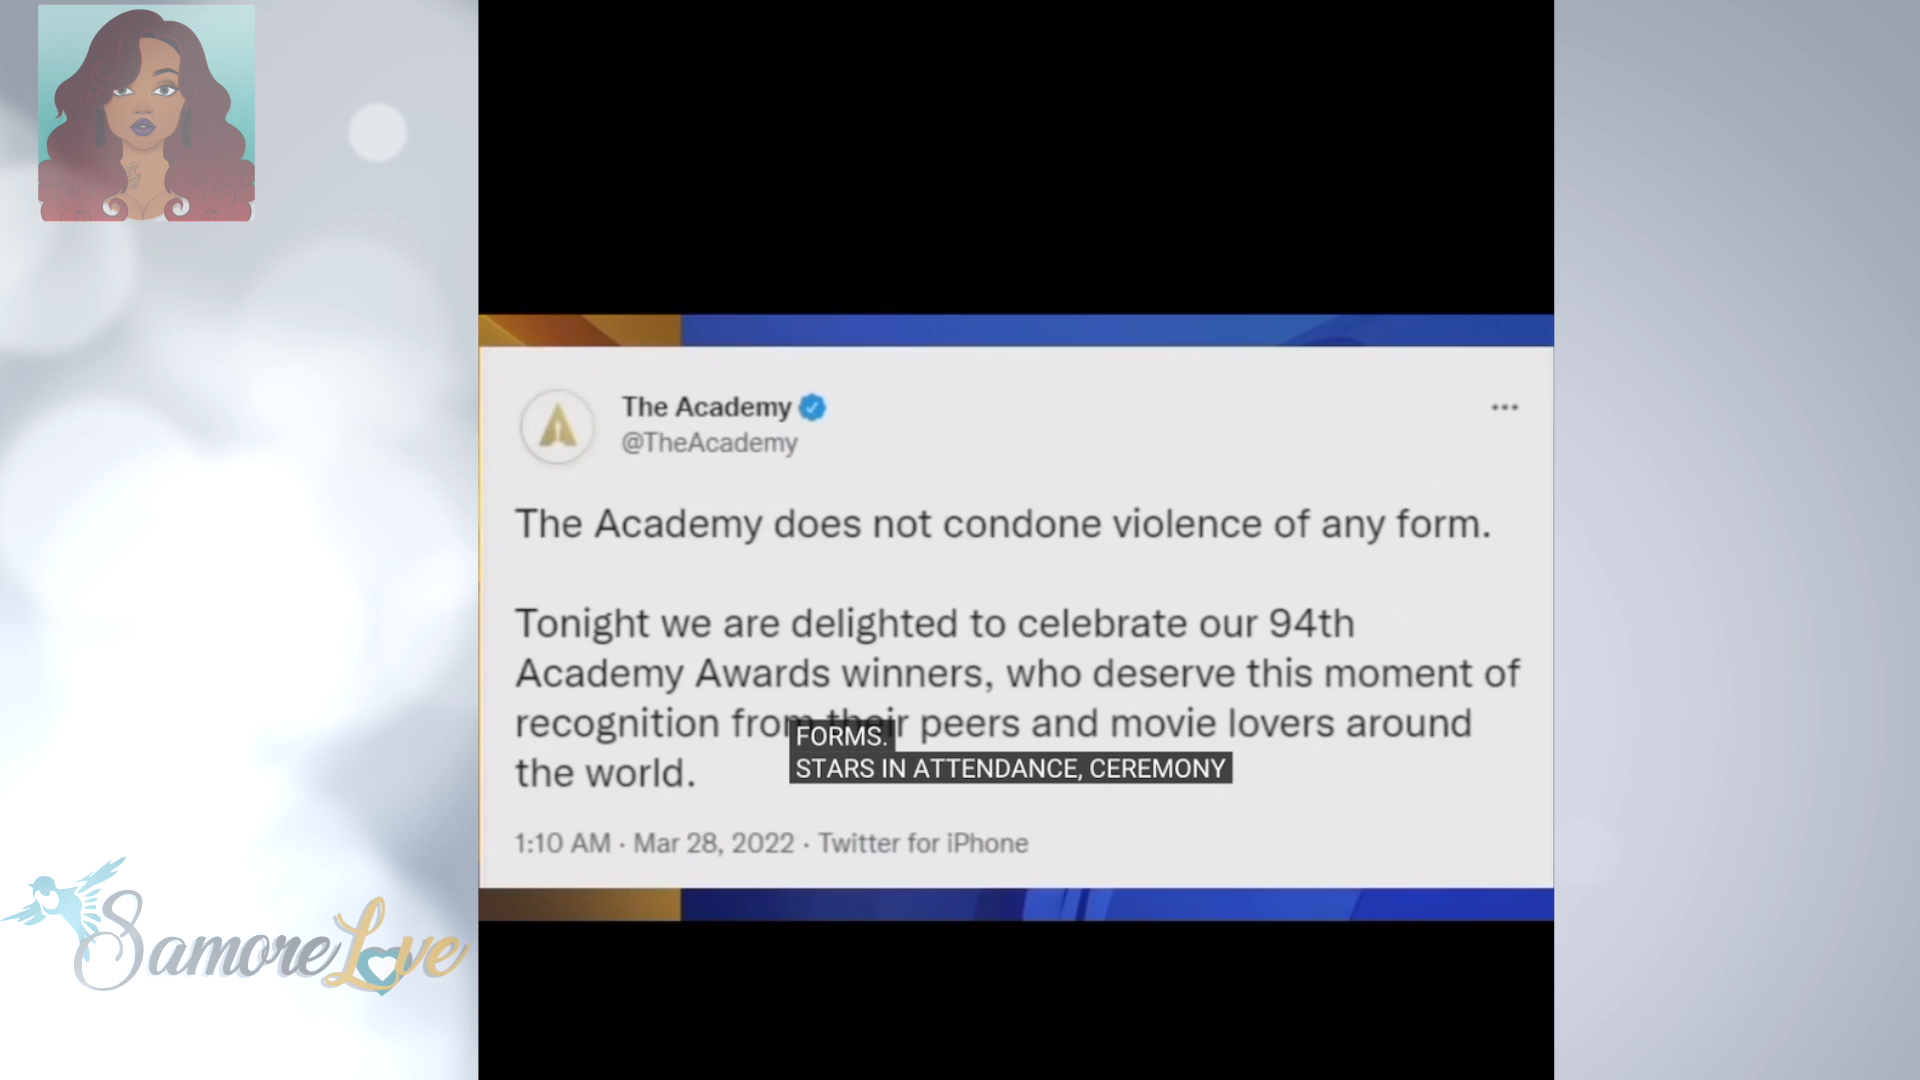 The Academy
@TheAcademy
The Academy does not condone violence of any form.
Tonight we are delighted to celebrate our 94th
Academy Awards winners, who deserve this moment of
recognition from their peers and movie lovers around
the world.
FORMS.
STARS IN ATTENDANCE, CEREMONY
1:10 AM · Mar 28, 2022 · Twitter for iPhone
SamoreLove